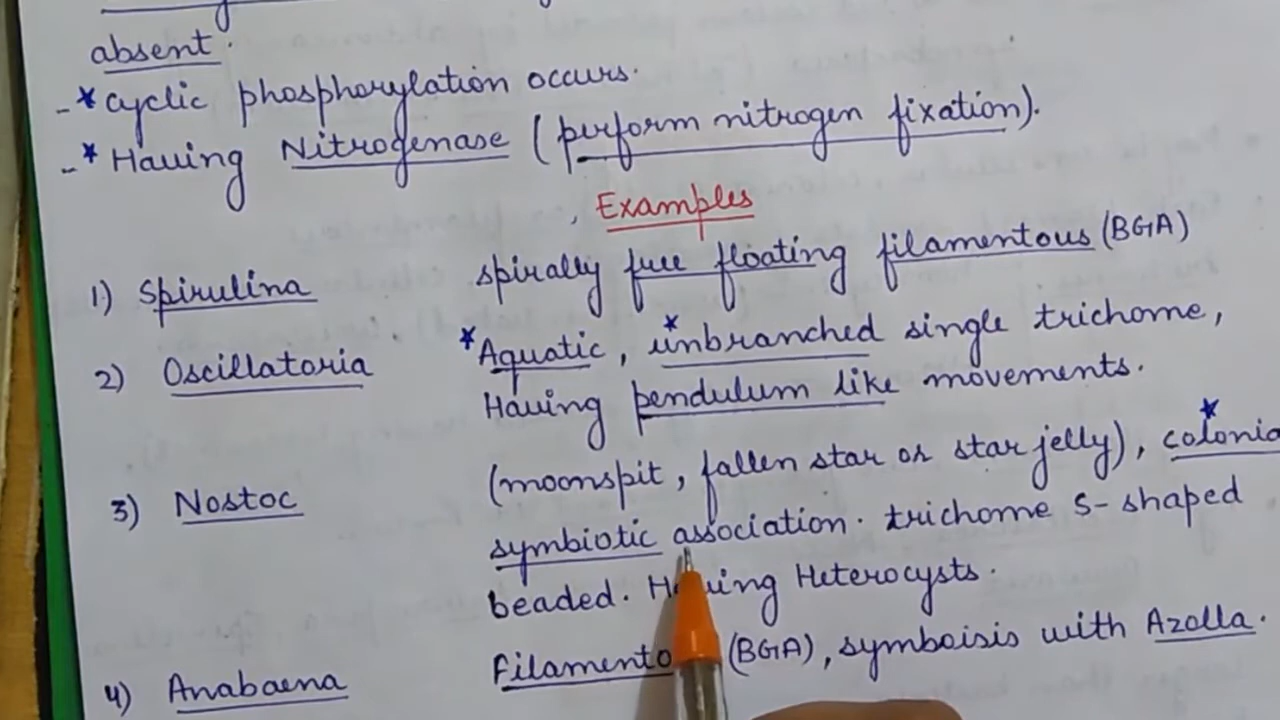 absent.
- * cyclic phosphorylation occurs.
- * Having Nitrogenase (perform nitrogen fixation).
Examples
1) Spirulina spirally free floating filamentous (BGA)
2) Oscillatoria *Aquatic, *unbranched single trichome,
Having pendulum like movements.
(moonspit, fallen star or star jelly), *colonia
3) Nostoc symbiotic association. trichome S-shaped
beaded. Having Heterocysts.
4) Anabaena Filamento (BGA), symboisis with Azolla.